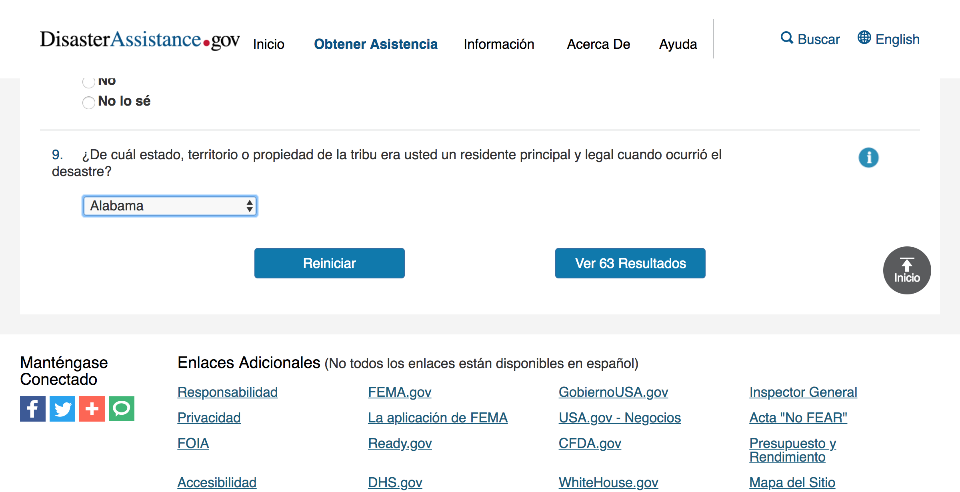 DisasterAssistance.gov Inicio Obtener Asistencia Información Acerca De Ayuda Buscar English
No
No lo sé
9. ¿De cuál estado, territorio o propiedad de la tribu era usted un residente principal y legal cuando ocurrió el
desastre?
Alabama
Reiniciar Ver 63 Resultados
Inicio
Manténgase
Conectado
Enlaces Adicionales (No todos los enlaces están disponibles en español)
Responsabilidad FEMA.gov GobiernoUSA.gov Inspector General
Privacidad La aplicación de FEMA USA.gov - Negocios Acta "No FEAR"
FOIA Ready.gov CFDA.gov Presupuesto y
Rendimiento
Accesibilidad DHS.gov WhiteHouse.gov Mapa del Sitio